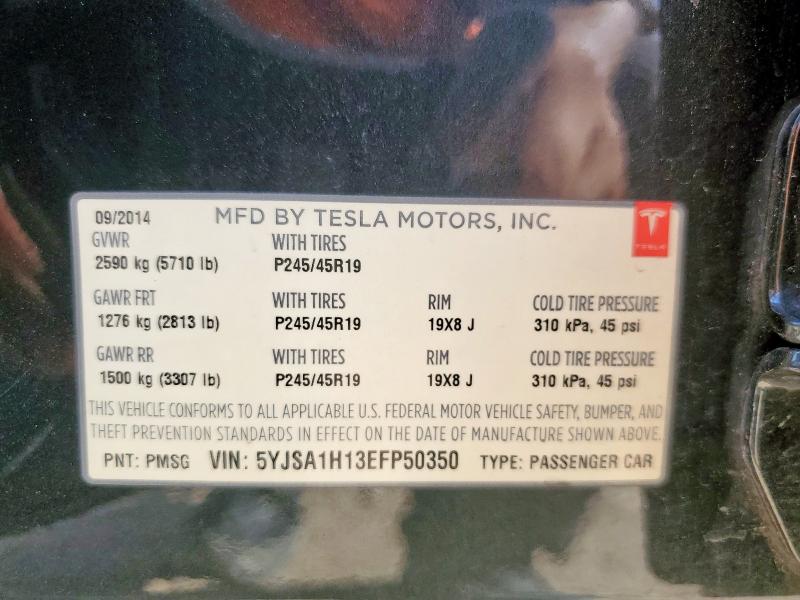 09/2014 MFD BY TESLA MOTORS, INC.
TESLA
GVWR WITH TIRES
2590 kg (5710 lb) P245/45R19
GAWR FRT WITH TIRES RIM COLD TIRE PRESSURE
1276 kg (2813 lb) P245/45R19 19X8 J 310 kPa, 45 psi
GAWR RR WITH TIRES RIM COLD TIRE PRESSURE
1500 kg (3307 lb) P245/45R19 19X8 J 310 kPa, 45 psi
THIS VEHICLE CONFORMS TO ALL APPLICABLE U.S. FEDERAL MOTOR VEHICLE SAFETY, BUMPER, AND
THEFT PREVENTION STANDARDS IN EFFECT ON THE DATE OF MANUFACTURE SHOWN ABOVE.
PNT: PMSG VIN: 5YJSA1H13EFP50350 TYPE: PASSENGER CAR